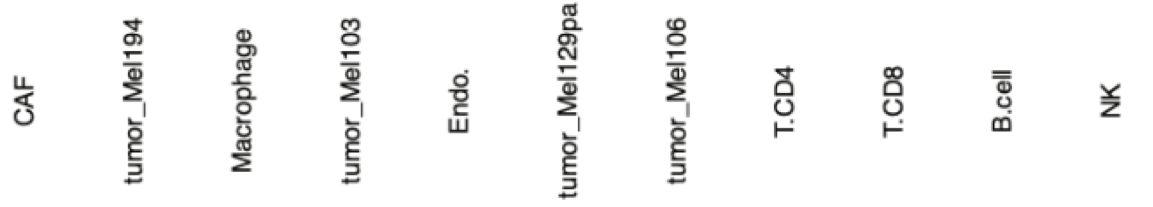 CAF
tumor_Mel194
Macrophage
tumor_Mel103
Endo.
tumor_Mel129pa
tumor_Mel106
T.CD4
T.CD8
B.cell
NK